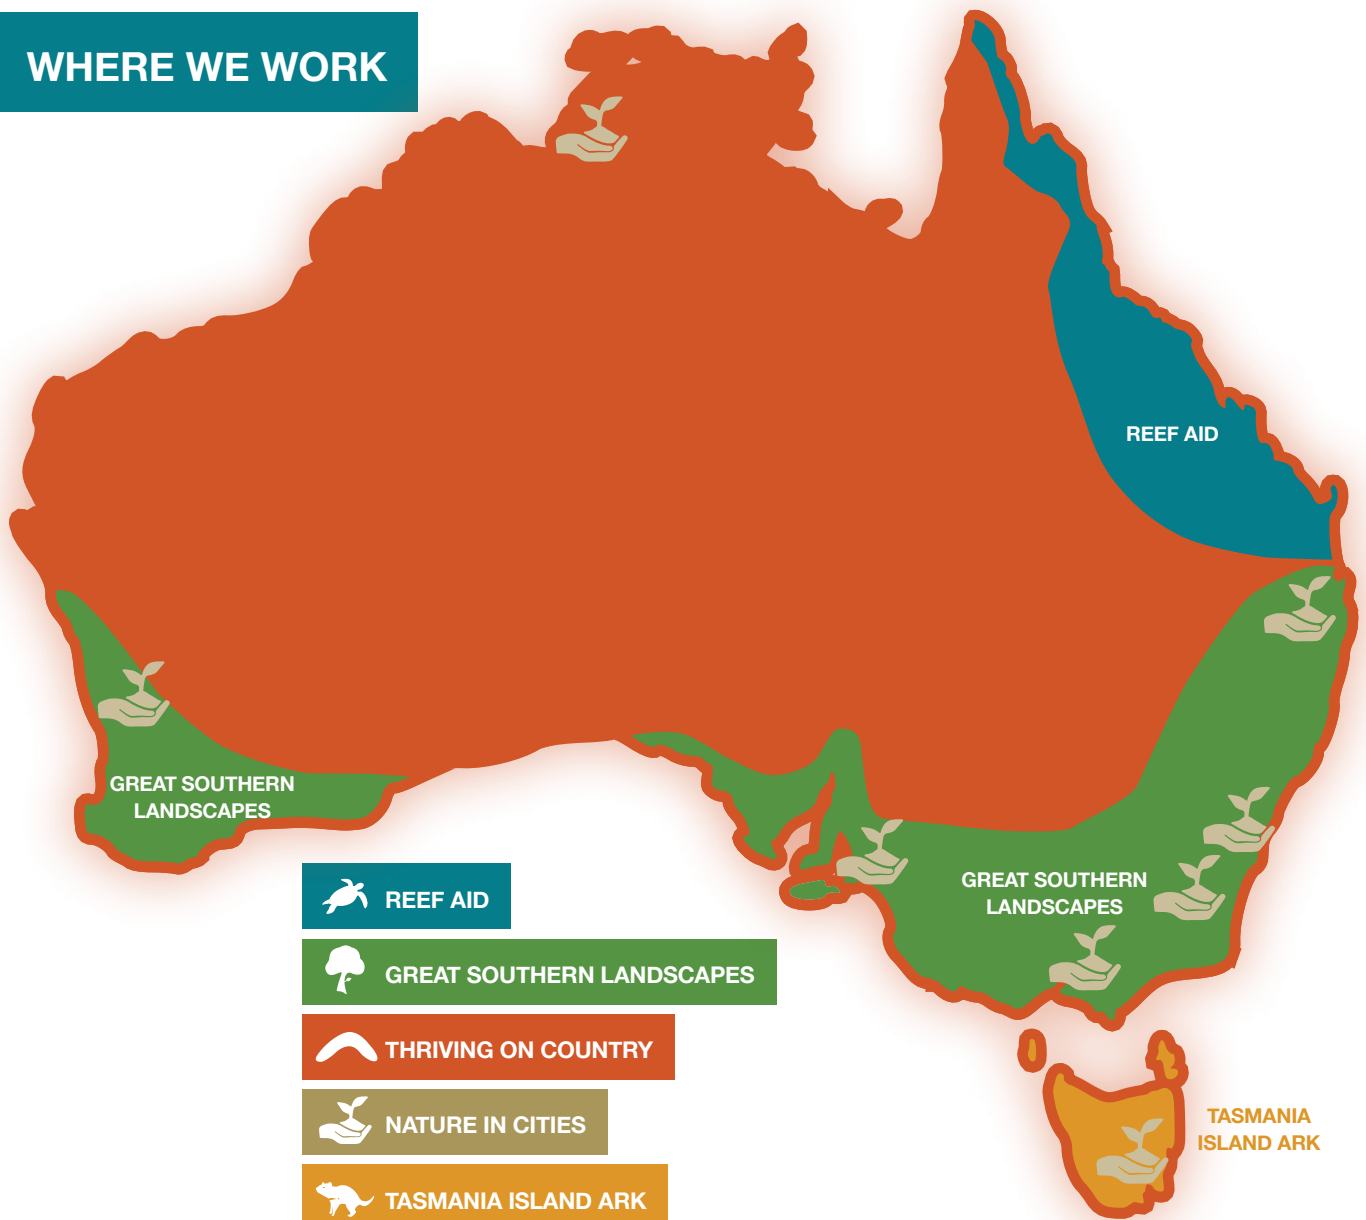 WHERE WE WORK
REEF AID
GREAT SOUTHERN
LANDSCAPES
GREAT SOUTHERN
LANDSCAPES
REEF AID
GREAT SOUTHERN LANDSCAPES
THRIVING ON COUNTRY
NATURE IN CITIES
TASMANIA ISLAND ARK
TASMANIA
ISLAND ARK